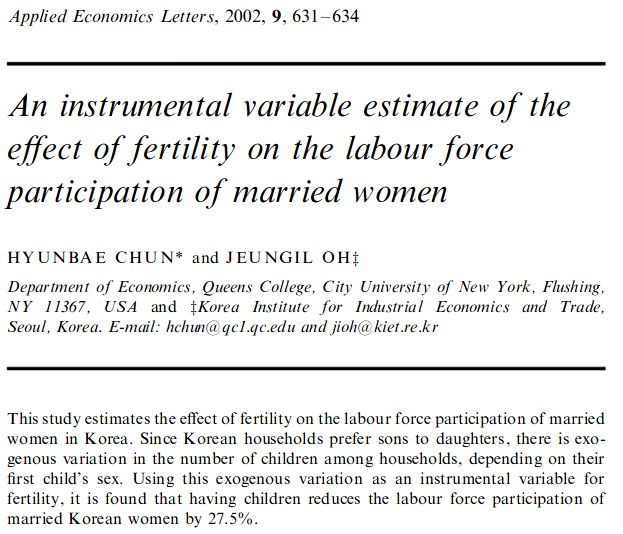 Applied Economics Letters, 2002, 9, 631–634
An instrumental variable estimate of the
effect of fertility on the labour force
participation of married women
HYUNBAE CHUN* and JEUNGIL OH‡
Department of Economics, Queens College, City University of New York, Flushing,
NY 11367, USA and ‡Korea Institute for Industrial Economics and Trade,
Seoul, Korea. E-mail: hchun@qc1.qc.edu and jioh@kiet.re.kr
This study estimates the effect of fertility on the labour force participation of married
women in Korea. Since Korean households prefer sons to daughters, there is exo-
genous variation in the number of children among households, depending on their
first child's sex. Using this exogenous variation as an instrumental variable for
fertility, it is found that having children reduces the labour force participation of
married Korean women by 27.5%.